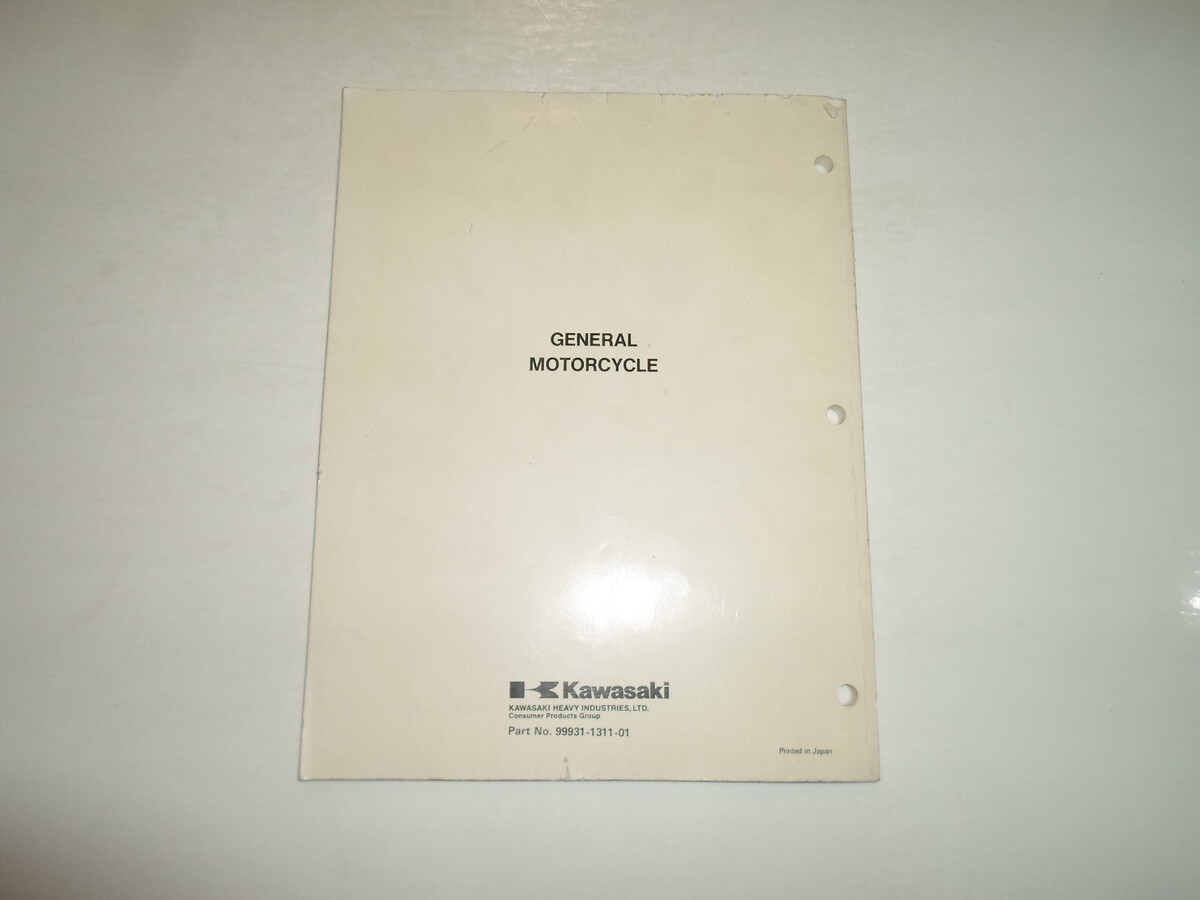 GENERAL
MOTORCYCLE
Kawasaki
KAWASAKI HEAVY INDUSTRIES, LTD.
Consumer Products Group
Part No. 99931-1311-01
Printed in Japan